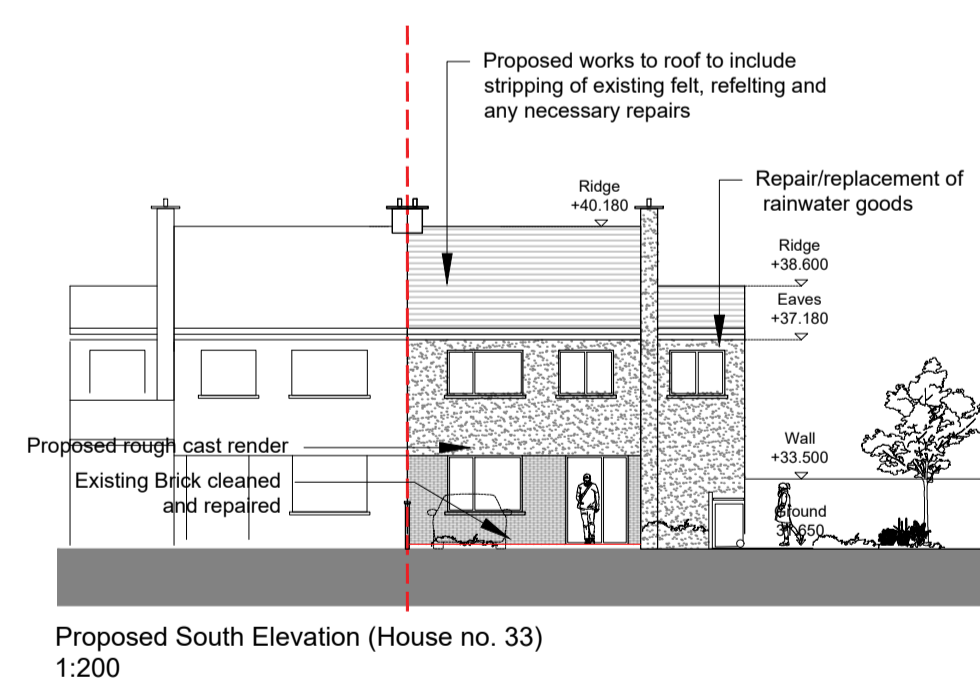 Proposed works to roof to include
stripping of existing felt, refelting and
any necessary repairs
Repair/replacement of
rainwater goods
Ridge
+40.180
Ridge
+38.600
Eaves
+37.180
Proposed rough cast render
Existing Brick cleaned
and repaired
Wall
+33.500
Ground
Proposed South Elevation (House no. 33)
1:200